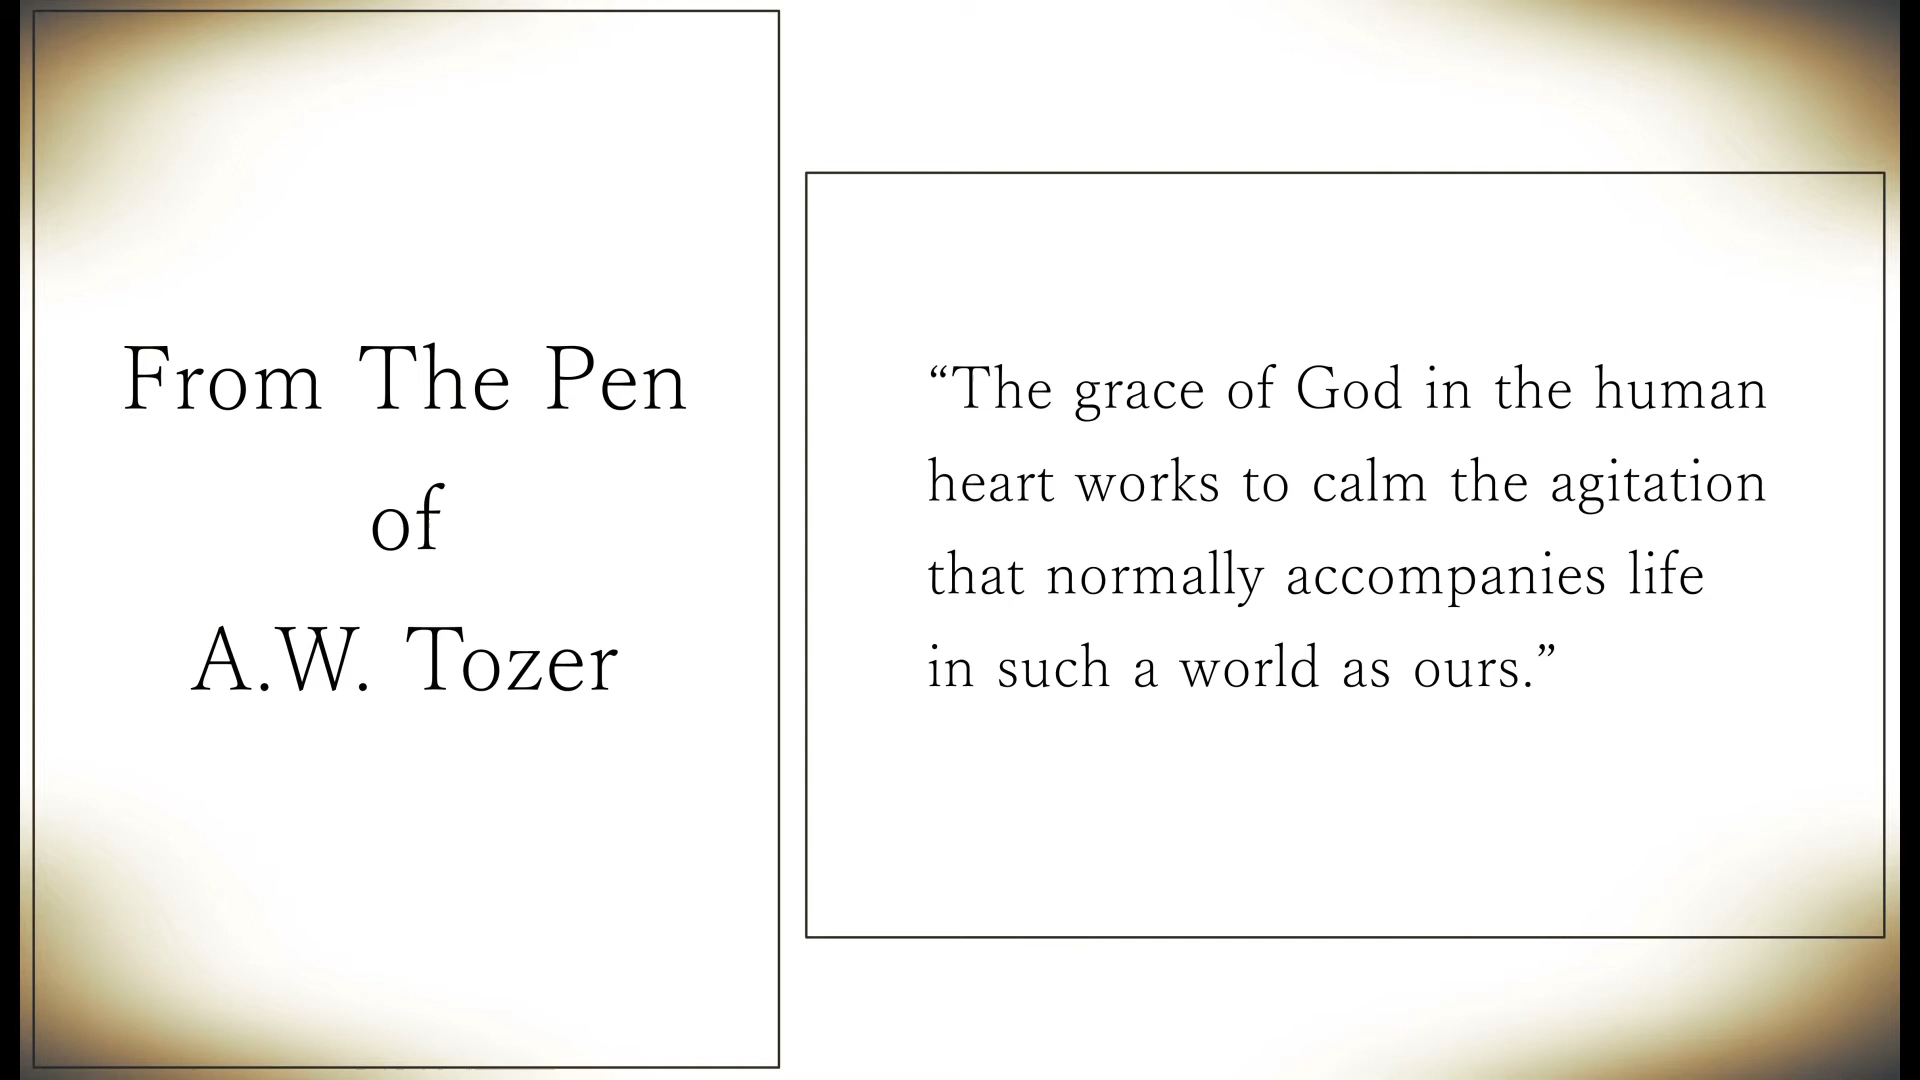 From The Pen
of
A.W. Tozer
“The grace of God in the human
heart works to calm the agitation
that normally accompanies life
in such a world as ours.”